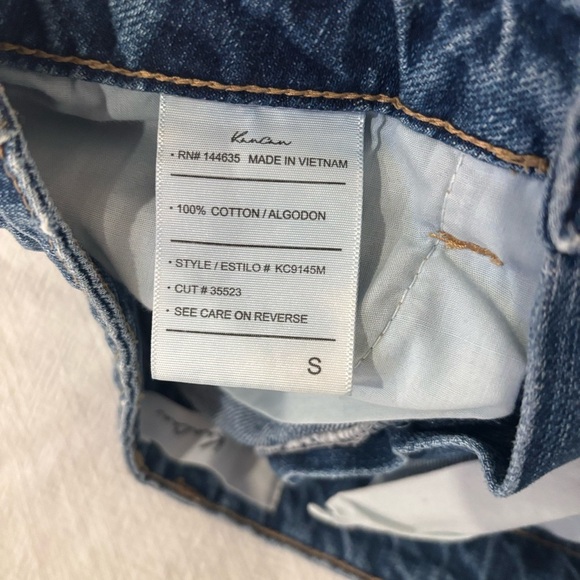 KanCan
• RN# 144635 MADE IN VIETNAM
• 100% COTTON / ALGODON
• STYLE / ESTILO # KC9145M
• CUT # 35523
• SEE CARE ON REVERSE
S